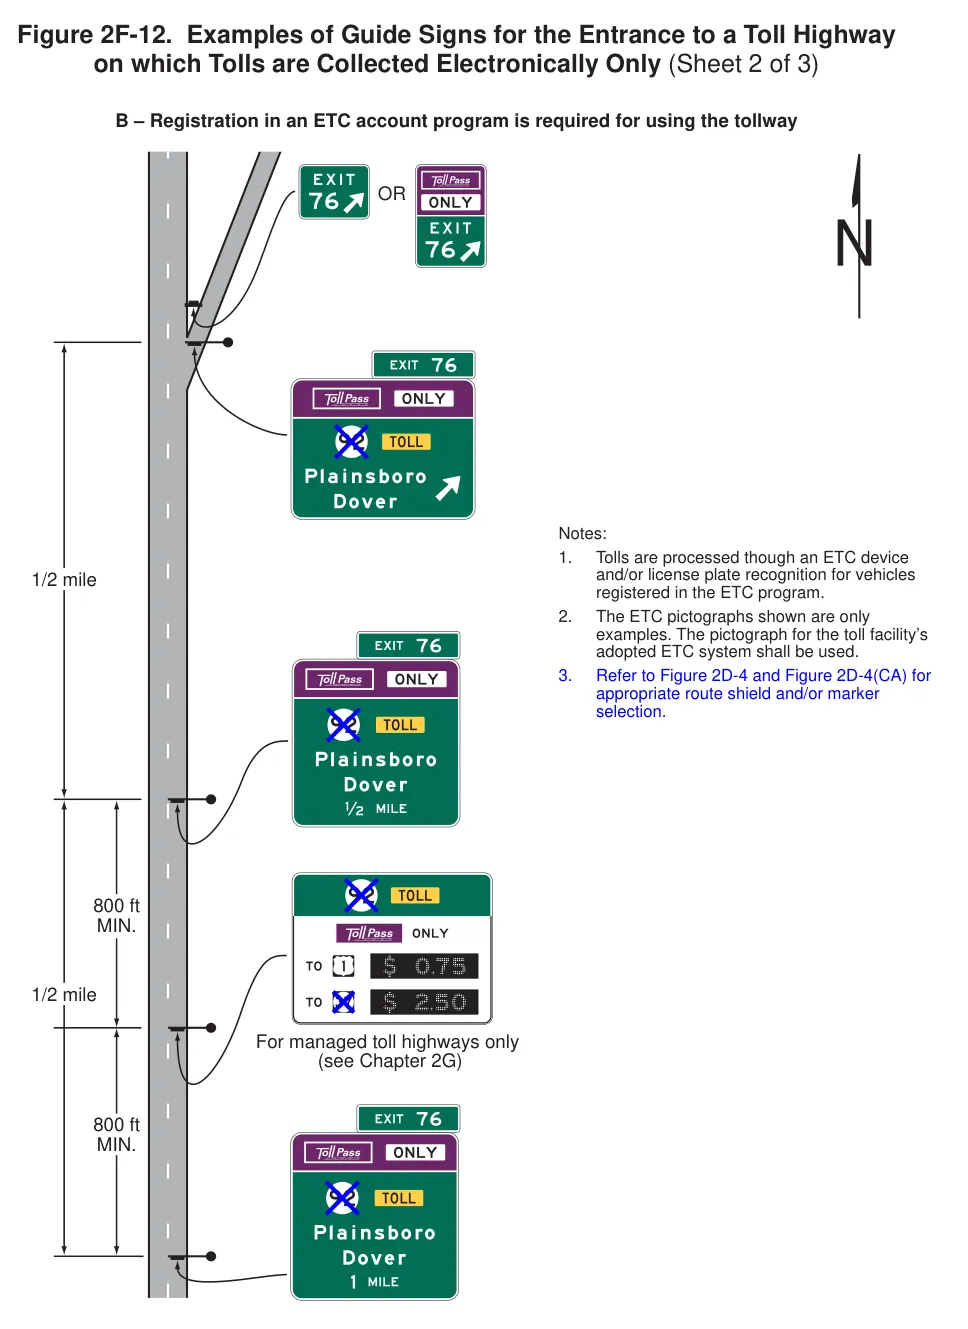 Figure 2F-12. Examples of Guide Signs for the Entrance to a Toll Highway
on which Tolls are Collected Electronically Only (Sheet 2 of 3)
B – Registration in an ETC account program is required for using the tollway
EXIT
76
OR
Toll Pass
ONLY
EXIT
76
N
EXIT 76
Toll Pass ONLY
TOLL
Plainsboro
Dover
1/2 mile
Notes:
1. Tolls are processed though an ETC device
and/or license plate recognition for vehicles
registered in the ETC program.
2. The ETC pictographs shown are only
examples. The pictograph for the toll facility's
adopted ETC system shall be used.
3. Refer to Figure 2D-4 and Figure 2D-4(CA) for
appropriate route shield and/or marker
selection.
EXIT 76
Toll Pass ONLY
TOLL
Plainsboro
Dover
1/2 MILE
800 ft
MIN.
1/2 mile
TOLL
Toll Pass ONLY
TO 1 $ 0.75
TO $ 2.50
For managed toll highways only
(see Chapter 2G)
800 ft
MIN.
EXIT 76
Toll Pass ONLY
TOLL
Plainsboro
Dover
1 MILE